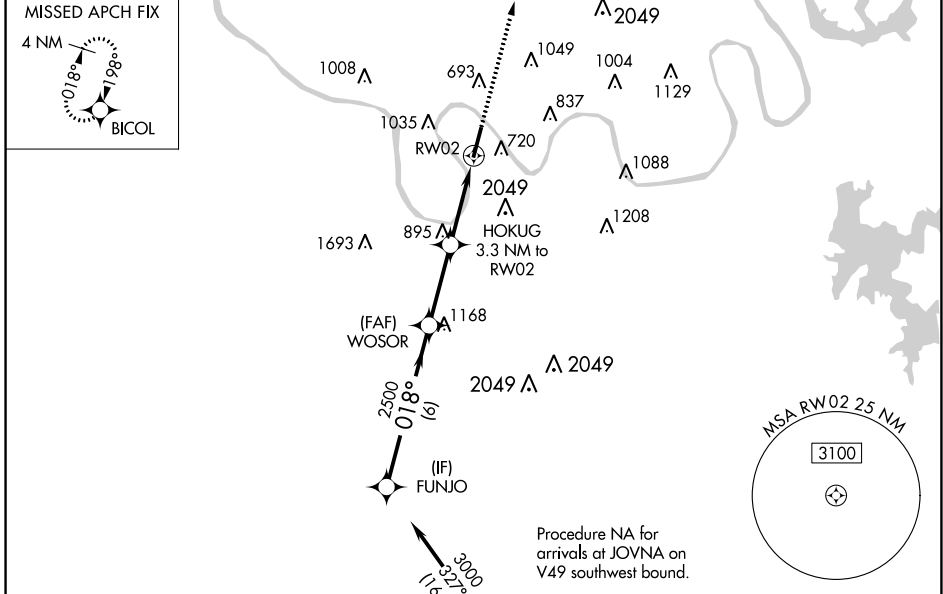 MISSED APCH FIX
4 NM
018°
198°
BICOL
2049
1049
1004
1129
1008
693
837
1035
720
RW02
1088
2049
1208
895
HOKUG
3.3 NM to
RW02
1693
1168
(FAF)
WOSOR
2049
2049
2500
018°
(6)
(IF)
FUNJO
3000
327°
MSA RW02 25 NM
3100
Procedure NA for
arrivals at JOVNA on
V49 southwest bound.